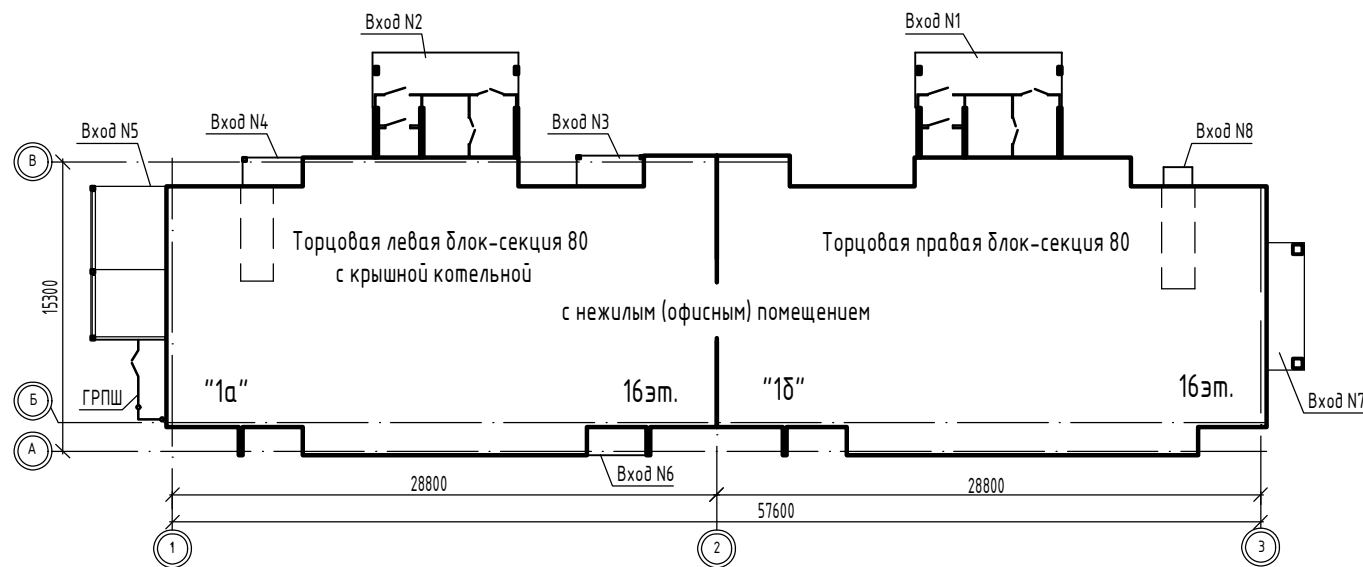 Вход N2
Вход N1
Вход N5
Вход N4
Вход N3
Вход N8
В
Торцовая левая блок-секция 80
с крышной котельной
Торцовая правая блок-секция 80
15300
с нежилым (офисным) помещением
"1а"
16эт.
"1б"
16эт.
ГРПШ
Б
Вход N7
А
Вход N6
28800
28800
57600
1
2
3